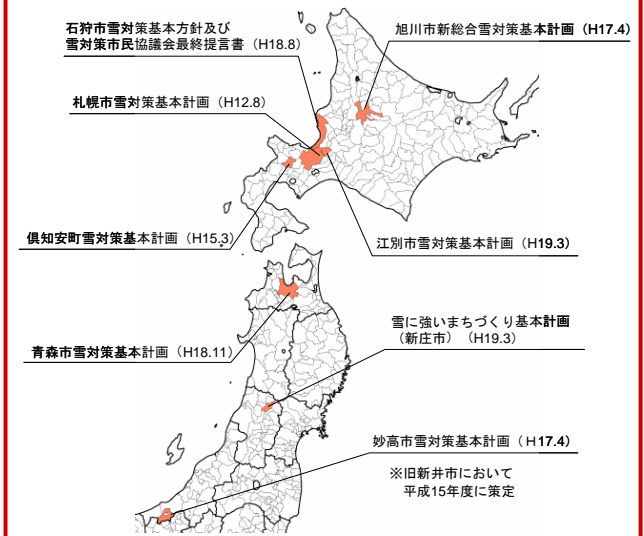 石狩市雪対策基本方針及び
雪対策市民協議会最終提言書（H18.8）
旭川市新総合雪対策基本計画（H17.4）
札幌市雪対策基本計画（H12.8）
倶知安町雪対策基本計画（H15.3）
江別市雪対策基本計画（H19.3）
雪に強いまちづくり基本計画
（新庄市）（H19.3）
青森市雪対策基本計画（H18.11）
妙高市雪対策基本計画（H17.4）
※旧新井市において
平成15年度に策定